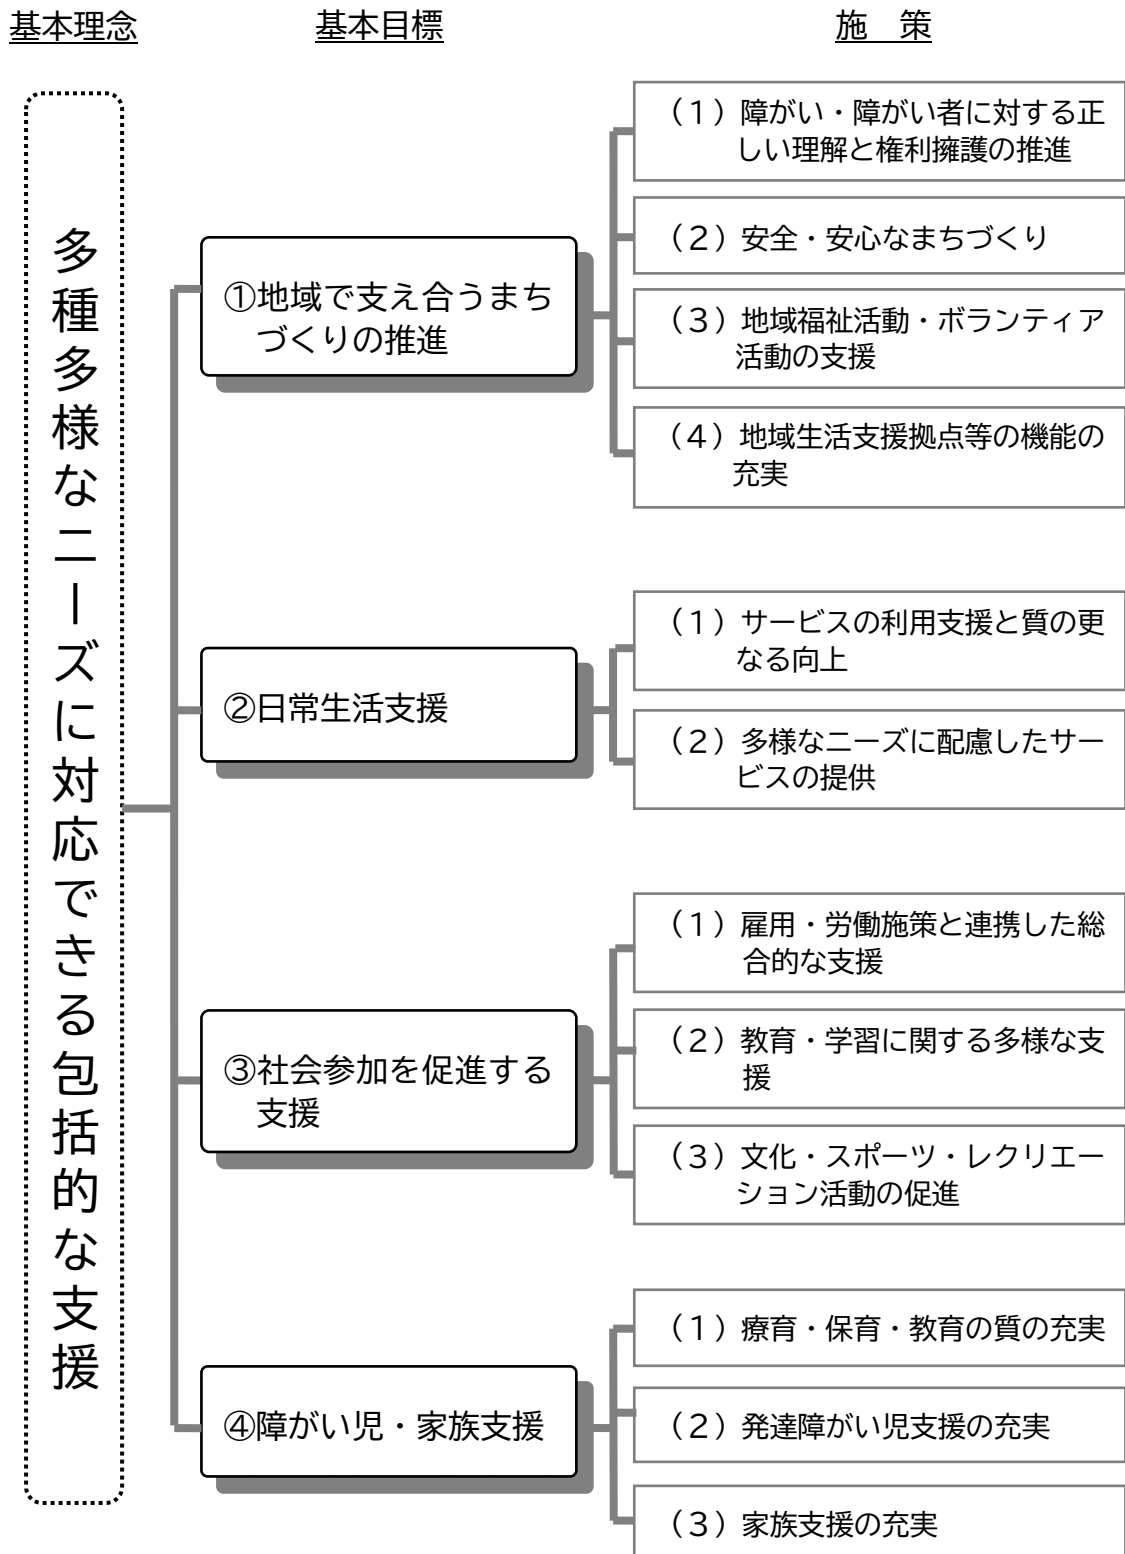 基本理念
基本目標
施　策
多種多様なニーズに対応できる包括的な支援
①地域で支え合うまち
づくりの推進
（１）障がい・障がい者に対する正
しい理解と権利擁護の推進
（２）安全・安心なまちづくり
（３）地域福祉活動・ボランティア
活動の支援
（４）地域生活支援拠点等の機能の
充実
②日常生活支援
（１）サービスの利用支援と質の更
なる向上
（２）多様なニーズに配慮したサー
ビスの提供
③社会参加を促進する
支援
（１）雇用・労働施策と連携した総
合的な支援
（２）教育・学習に関する多様な支
援
（３）文化・スポーツ・レクリエー
ション活動の促進
④障がい児・家族支援
（１）療育・保育・教育の質の充実
（２）発達障がい児支援の充実
（３）家族支援の充実